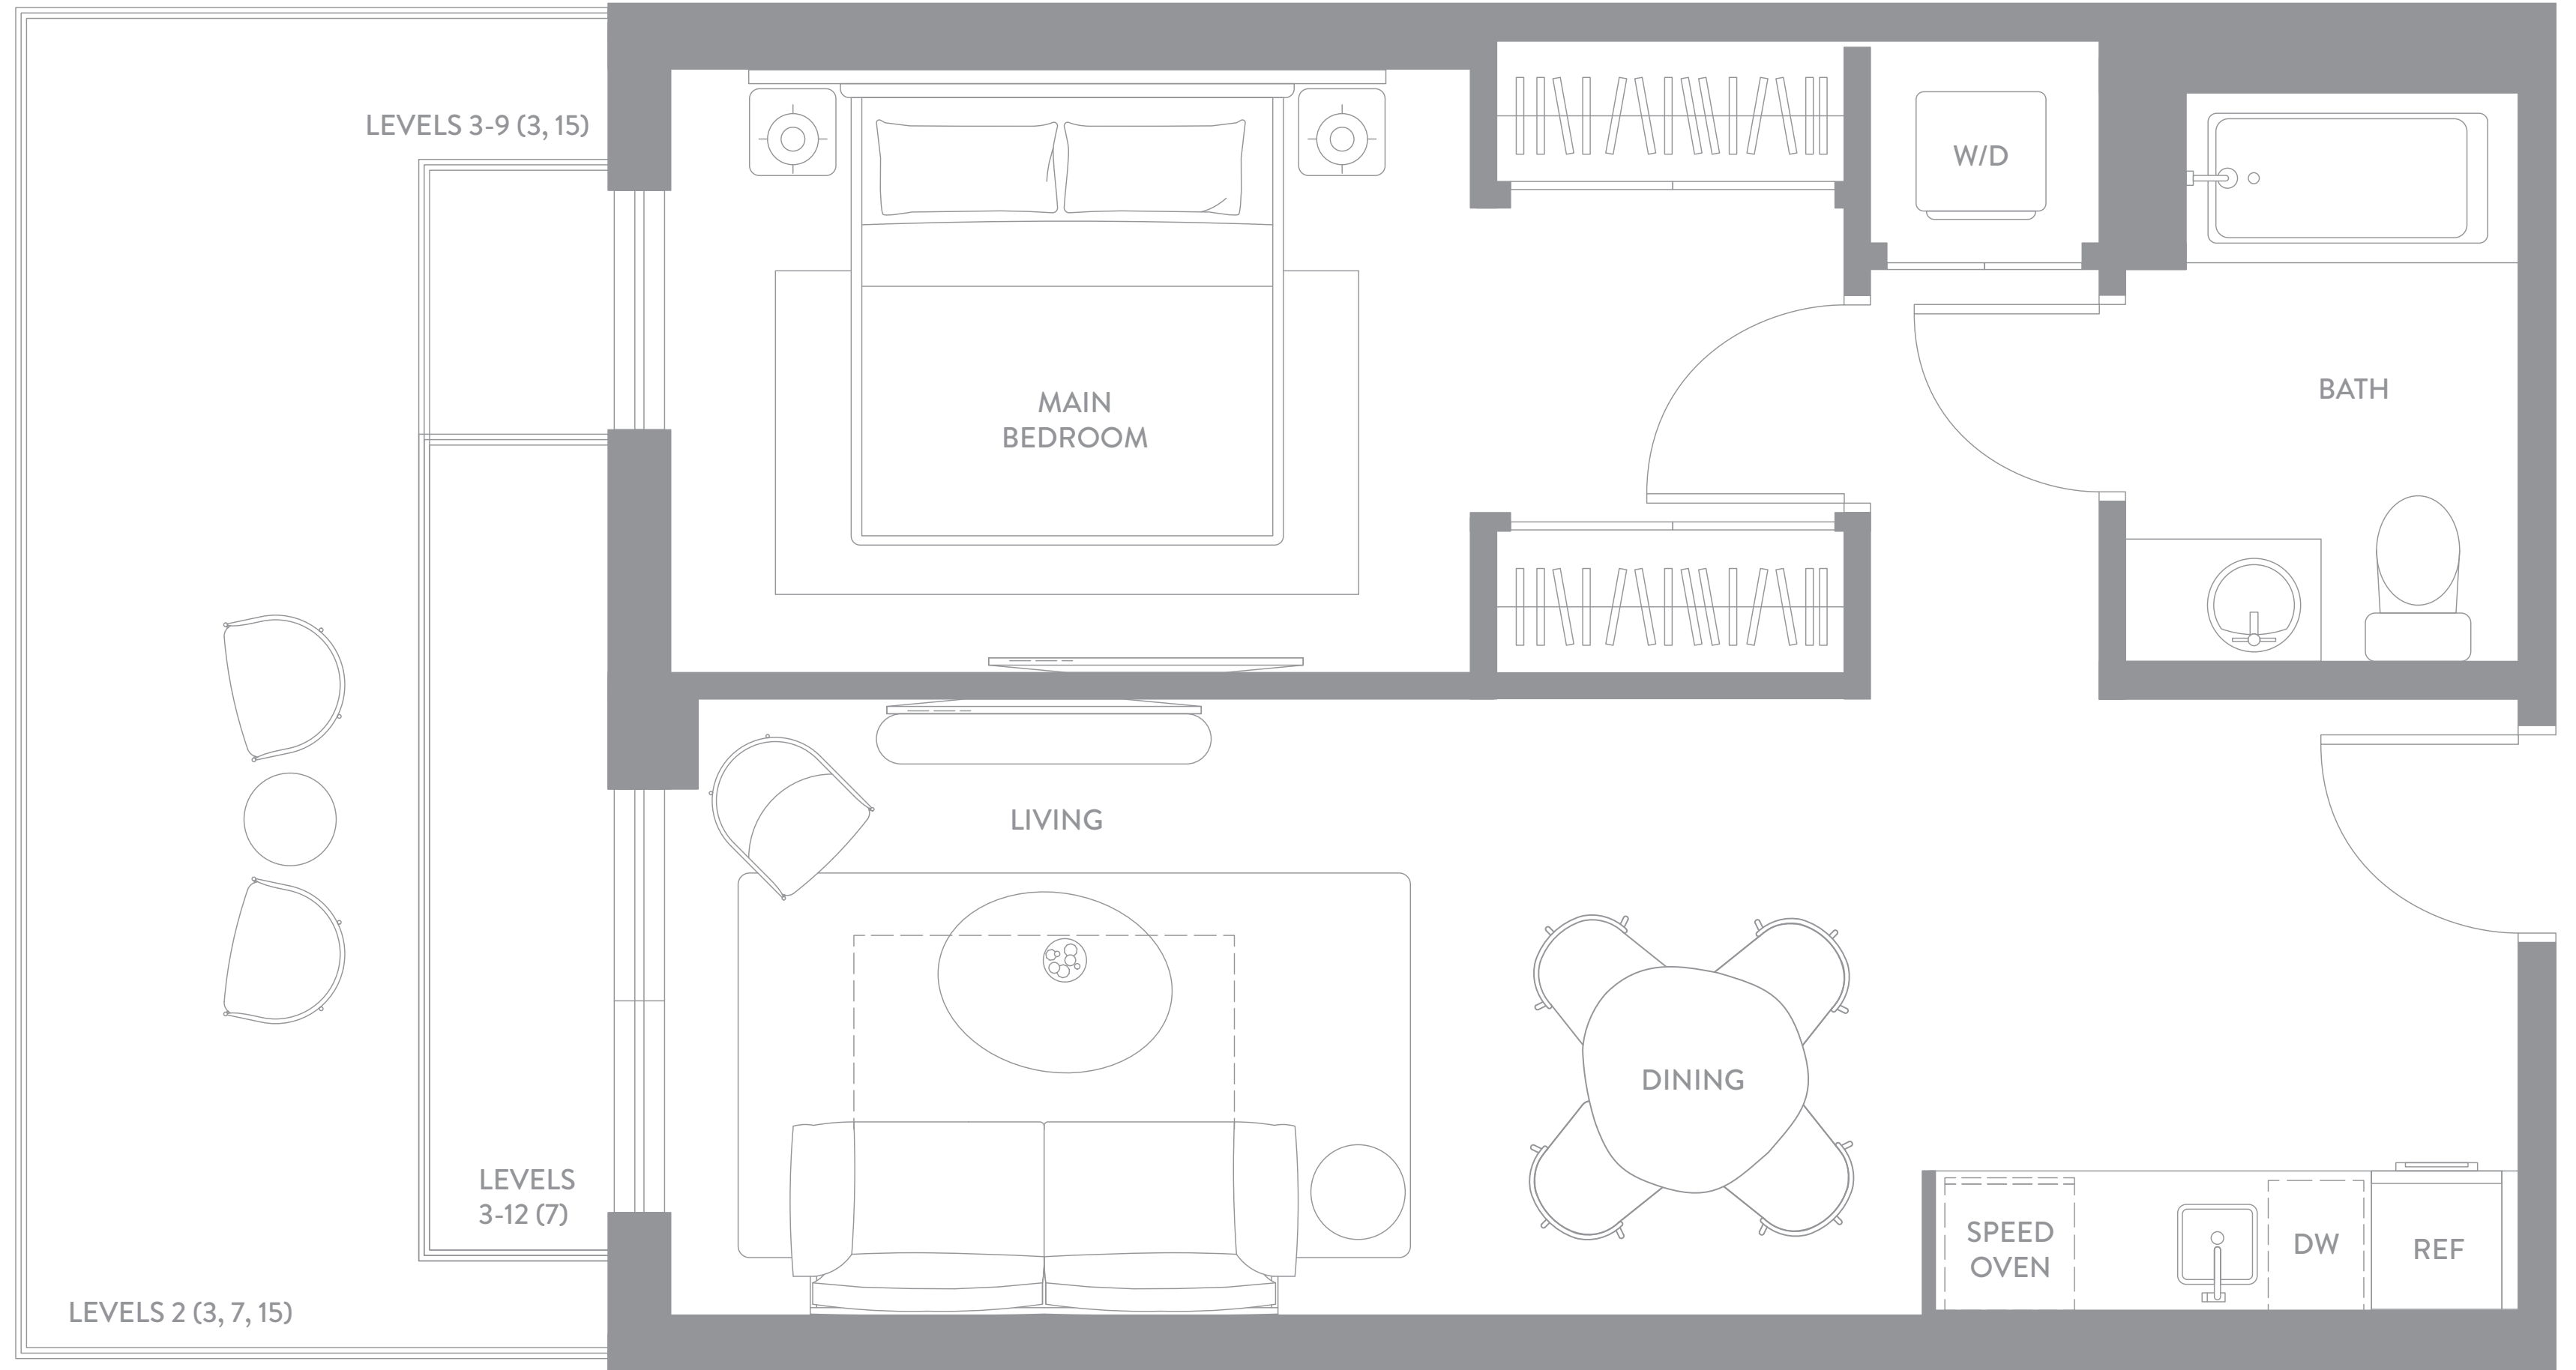 LEVELS 3-9 (3, 15)
W/D
MAIN
BEDROOM
BATH
LIVING
DINING
LEVELS
3-12 (7)
SPEED
OVEN
DW
REF
LEVELS 2 (3, 7, 15)